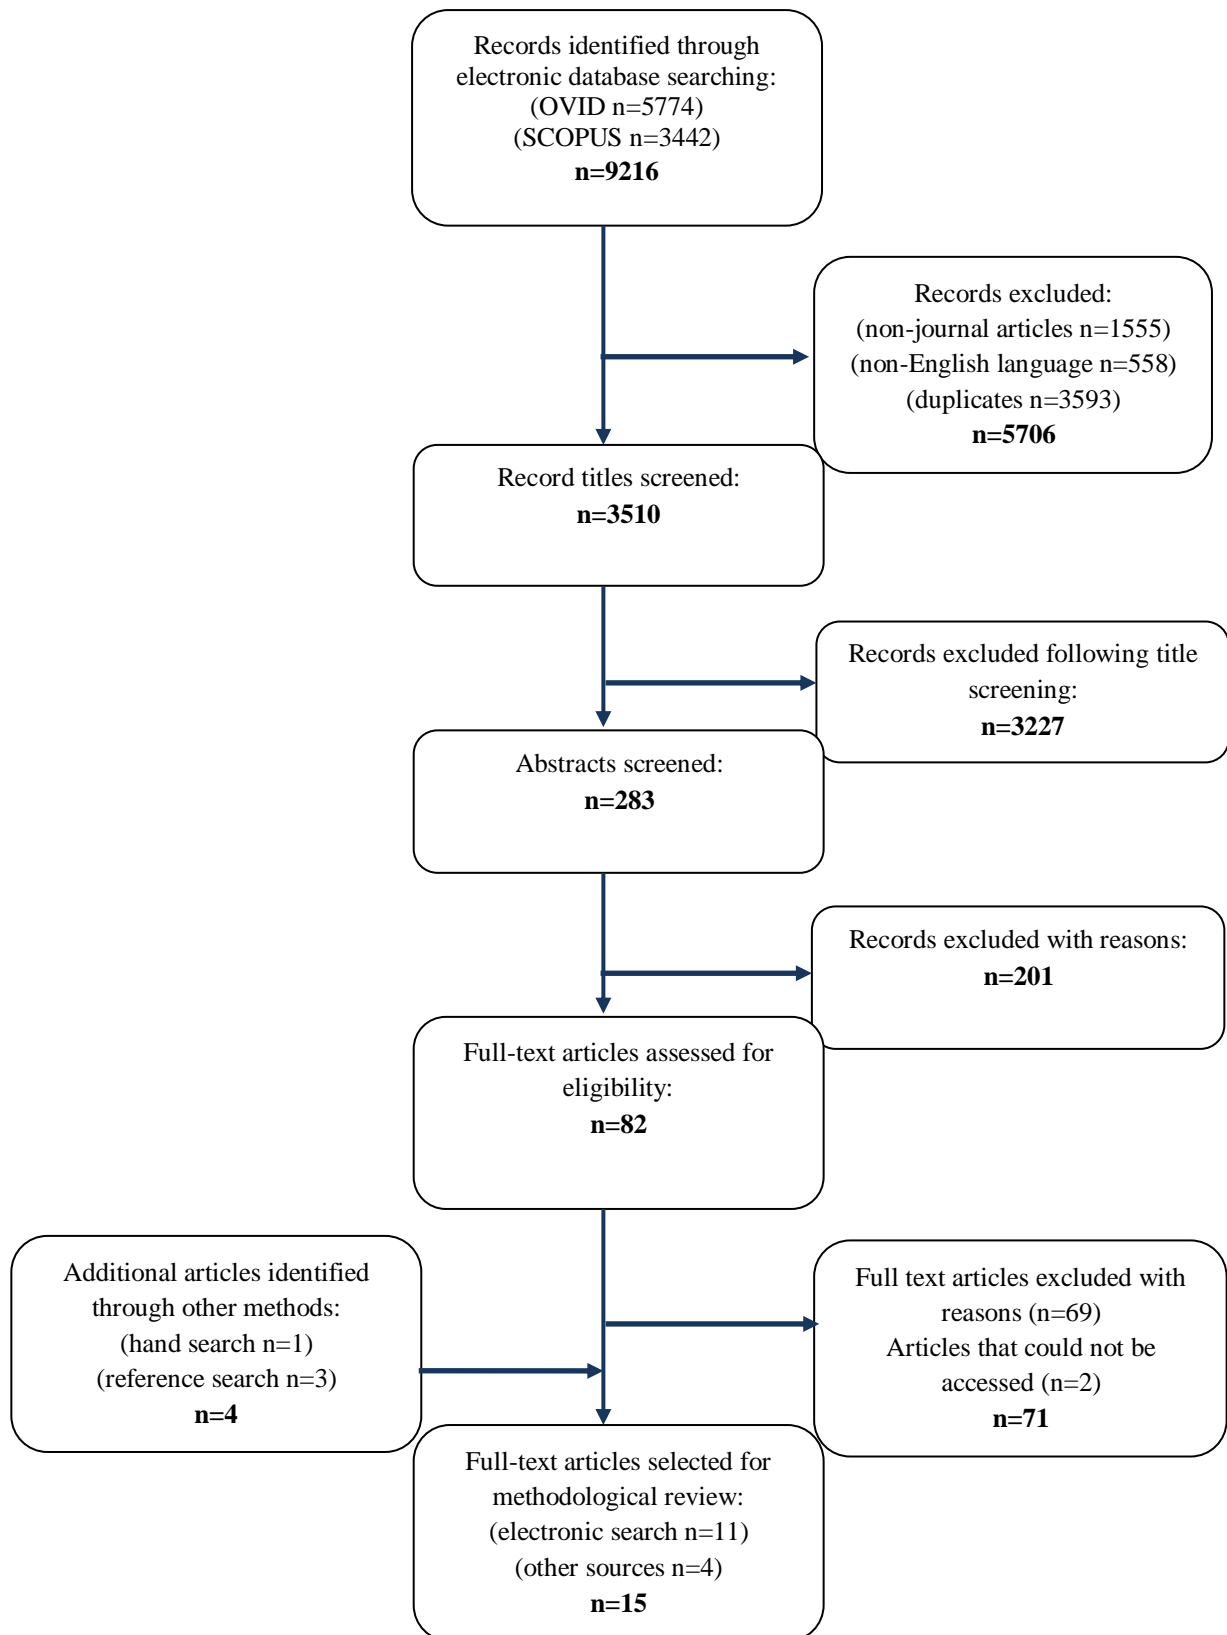 Records identified through
electronic database searching:
(OVID n=5774)
(SCOPUS n=3442)
n=9216
Records excluded:
(non-journal articles n=1555)
(non-English language n=558)
(duplicates n=3593)
n=5706
Record titles screened:
n=3510
Records excluded following title
screening:
n=3227
Abstracts screened:
n=283
Records excluded with reasons:
n=201
Full-text articles assessed for
eligibility:
n=82
Additional articles identified
through other methods:
(hand search n=1)
(reference search n=3)
n=4
Full text articles excluded with
reasons (n=69)
Articles that could not be
accessed (n=2)
n=71
Full-text articles selected for
methodological review:
(electronic search n=11)
(other sources n=4)
n=15